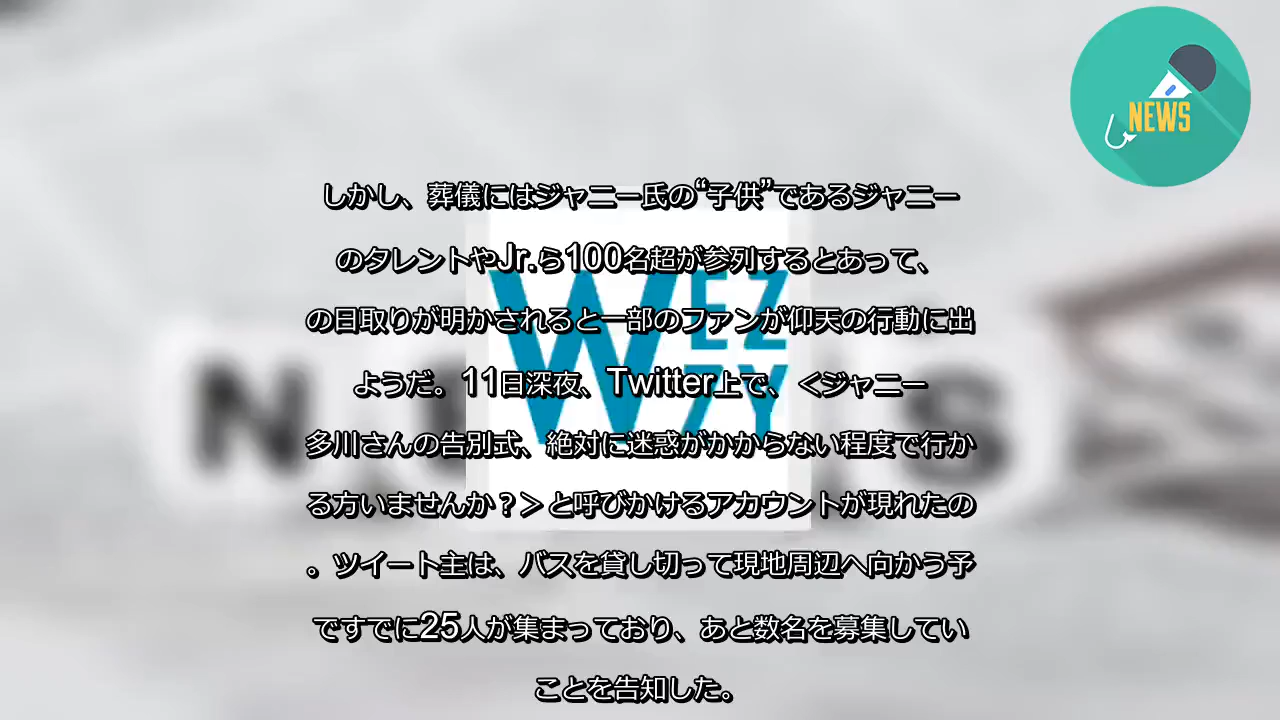 NEWS
しかし、葬儀にはジャニー氏の“子供”であるジャニー
のタレントやJr.ら100名超が参列するとあって、
の日取りが明かされると一部のファンが仰天の行動に出
ようだ。11日深夜、Twitter上で、＜ジャニー
多川さんの告別式、絶対に迷惑がかからない程度で行か
る方いませんか？＞と呼びかけるアカウントが現れたの
。ツイート主は、バスを貸し切って現地周辺へ向かう予
ですでに25人が集まっており、あと数名を募集してい
ことを告知した。
WEZZY